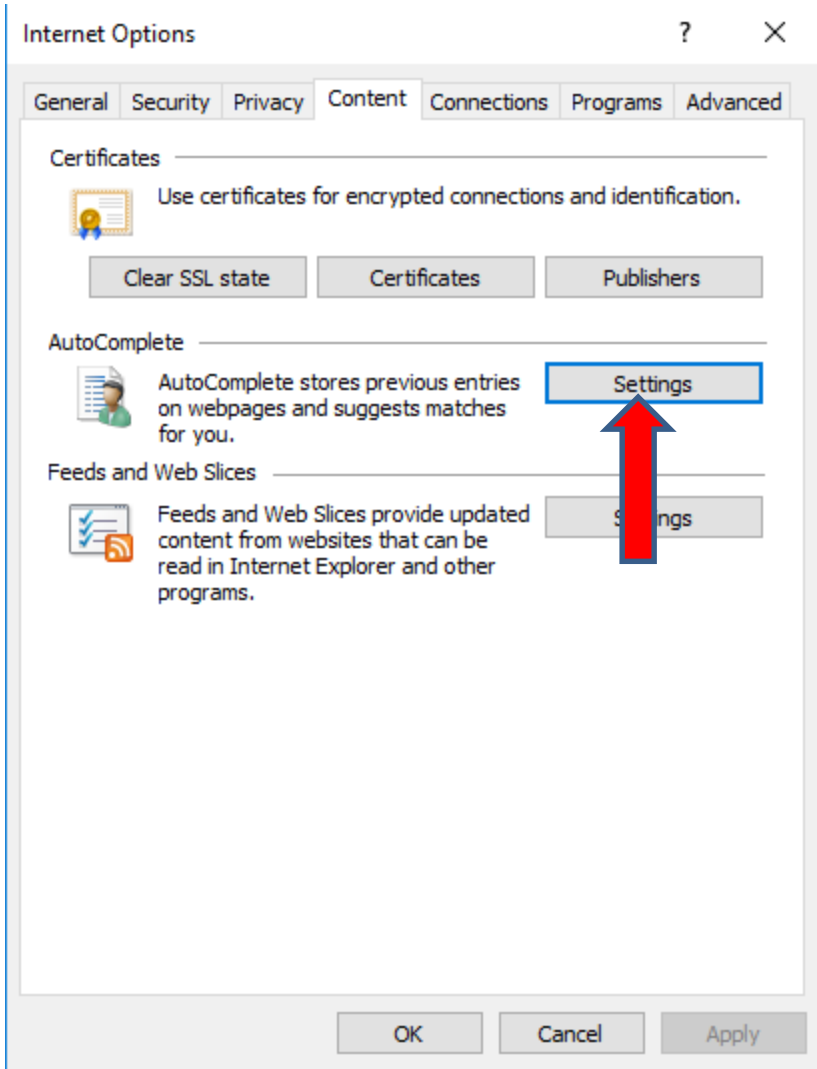 Internet Options ?
General Security Privacy Content Connections Programs Advanced
Certificates
Use certificates for encrypted connections and identification.
Clear SSL state Certificates Publishers
AutoComplete
AutoComplete stores previous entries
on webpages and suggests matches
for you.
Settings
Feeds and Web Slices
Feeds and Web Slices provide updated
content from websites that can be
read in Internet Explorer and other
programs.
OK Cancel Apply